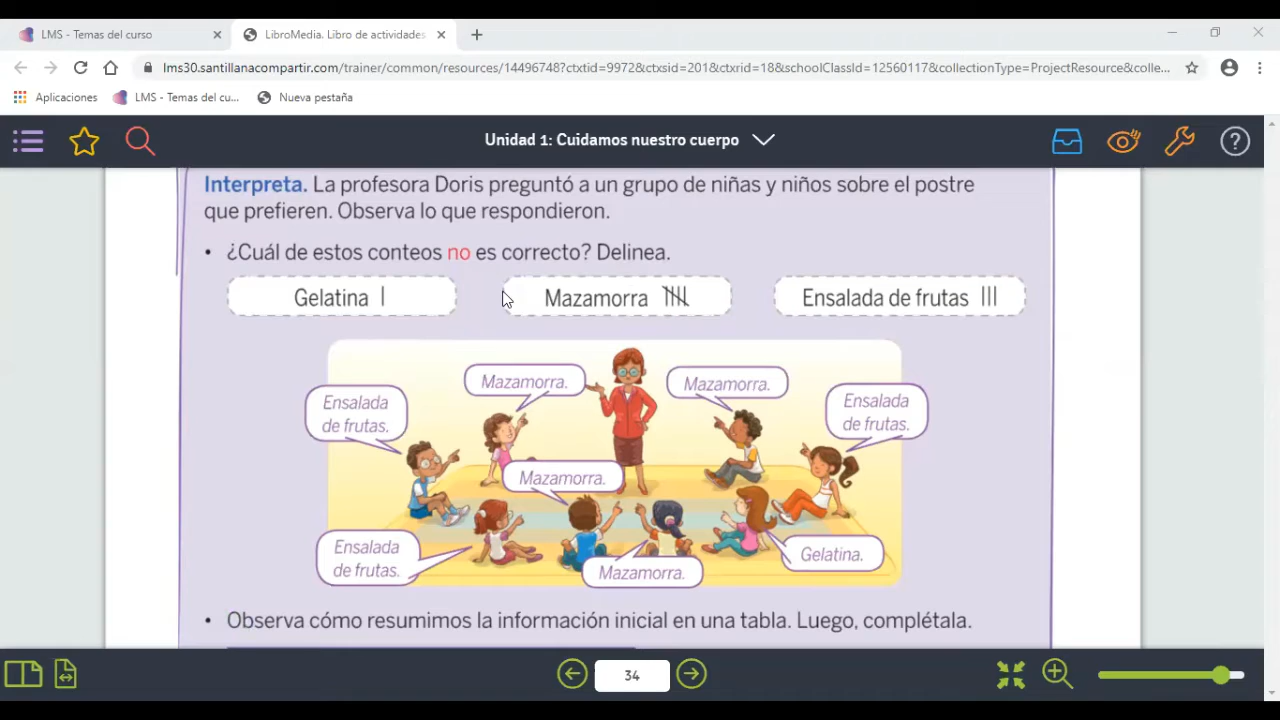 LMS - Temas del curso
LibroMedia. Libro de actividades
lms30.santillanacompartir.com/trainer/common/resources/14496748?ctxtid=9972&ctxsid=201&ctxrid=18&schoolClassId=12560117&collectionType=ProjectResource&colle...
Aplicaciones
LMS - Temas del cu...
Nueva pestaña
Unidad 1: Cuidamos nuestro cuerpo
Interpreta. La profesora Doris preguntó a un grupo de niñas y niños sobre el postre
que prefieren. Observa lo que respondieron.
• ¿Cuál de estos conteos no es correcto? Delinea.
Gelatina |
Mazamorra
Ensalada de frutas |||
Mazamorra.
Mazamorra.
Ensalada
de frutas.
Ensalada
de frutas.
Mazamorra.
Ensalada
de frutas.
Mazamorra.
Gelatina.
• Observa cómo resumimos la información inicial en una tabla. Luego, complétala.
34